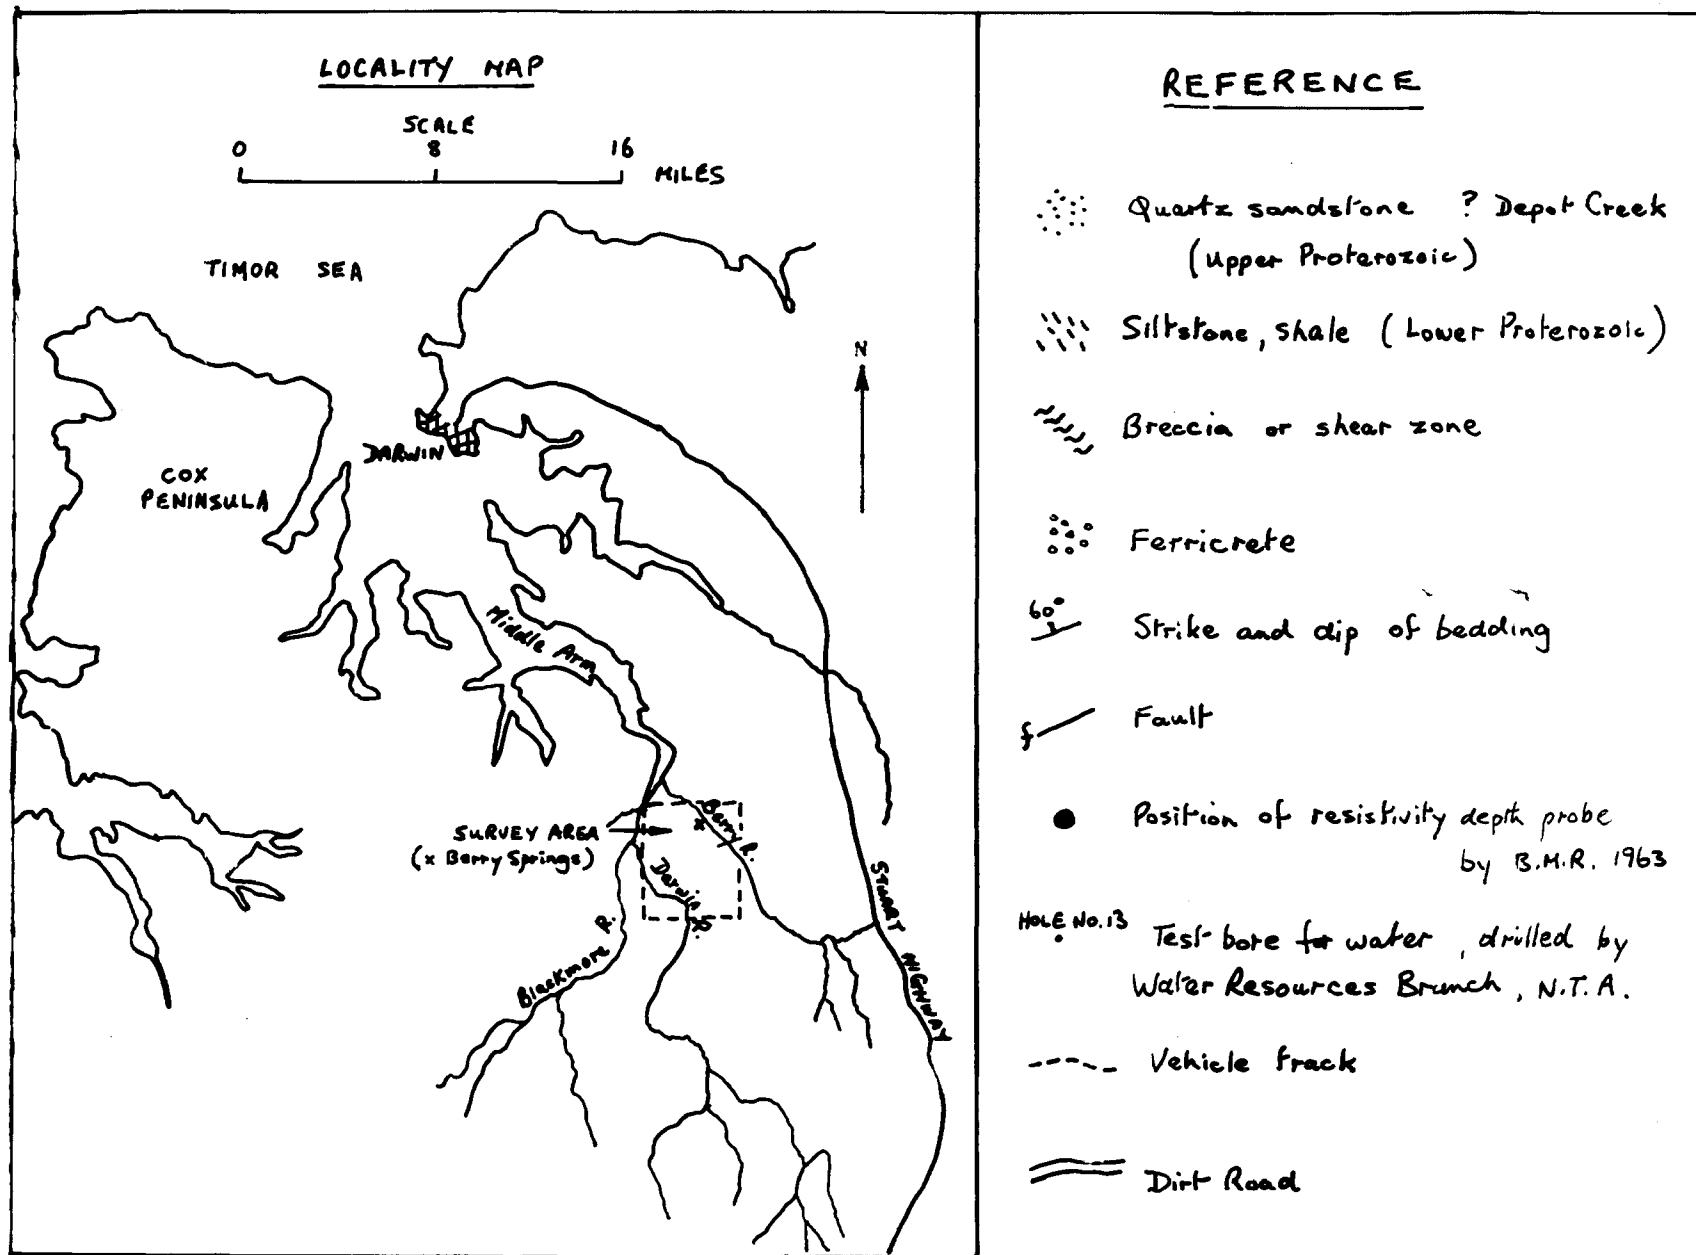 LOCALITY MAP
SCALE
0 8 16
MILES
TIMOR SEA
N
DARWIN
COX
PENINSULA
Middle Arm
SURVEY AREA
(x Berry Springs)
x
Berry R.
Darwin R.
Blackmore R.
STUART HIGHWAY
REFERENCE
Quartz sandstone ? Depot Creek
(Upper Proterozoic)
Siltstone, shale (Lower Proterozoic)
Breccia or shear zone
Ferricrete
60°
Strike and dip of bedding
f
Fault
Position of resistivity depth probe
by B.M.R. 1963
HOLE No.13
Test bore for water, drilled by
Water Resources Branch, N.T.A.
Vehicle track
Dirt Road